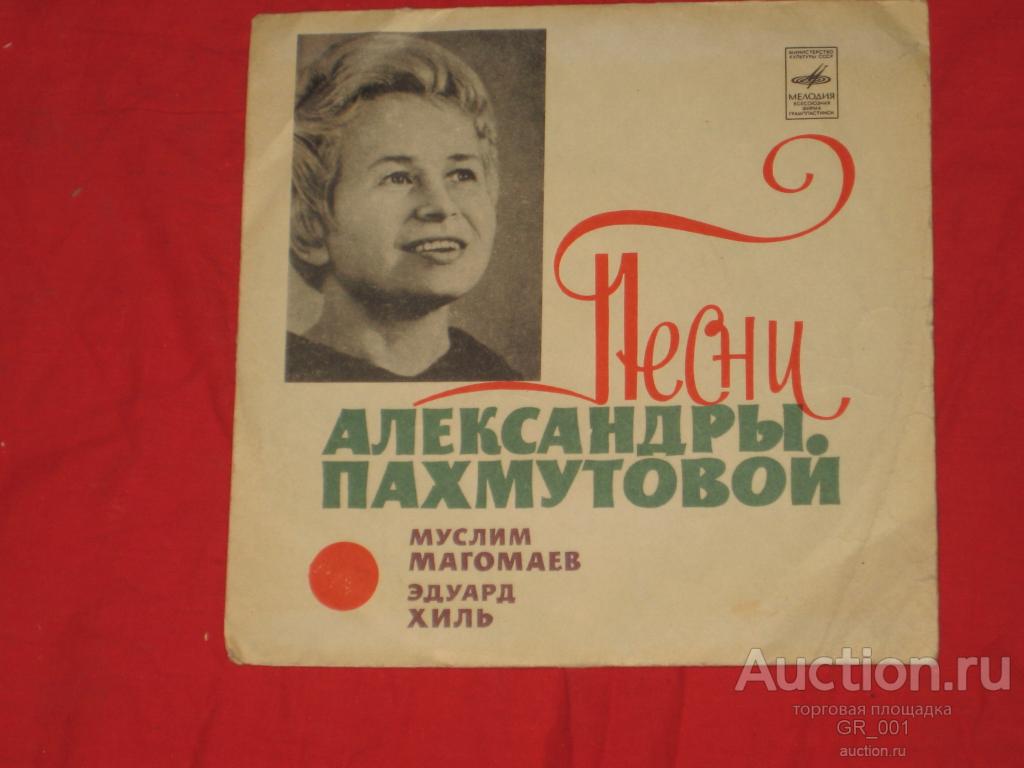 МИНИСТЕРСТВО
КУЛЬТУРЫ СССР
МЕЛОДИЯ
ВСЕСОЮЗНАЯ
ФИРМА
ГРАМПЛАСТИНОК
Песни
АЛЕКСАНДРЫ
ПАХМУТОВОЙ
МУСЛИМ
МАГОМАЕВ
ЭДУАРД
ХИЛЬ
Auction.ru
торговая площадка
GR_001
auction.ru